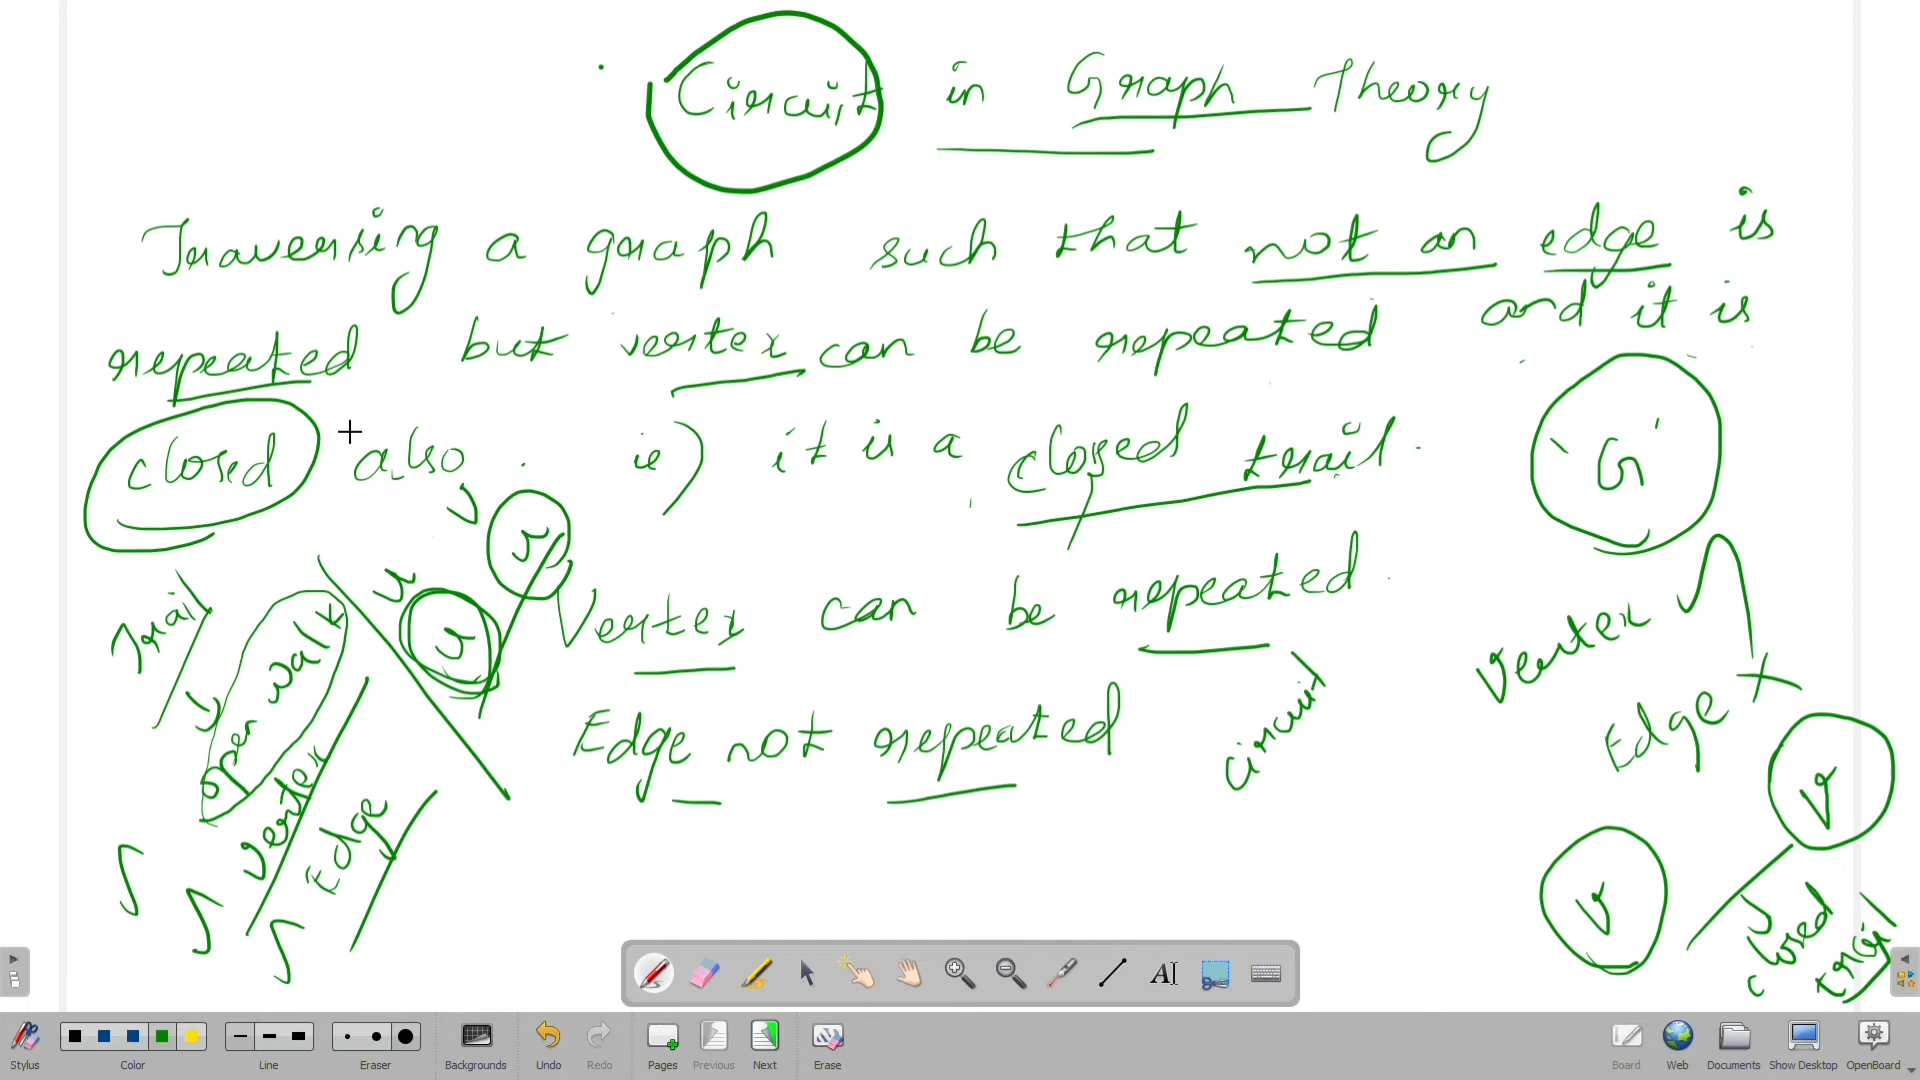 Circuit in Graph Theory
Traversing a graph such that not an edge is
repeated but vertex can be repeated and it is
closed also. ie) it is a closed trail.
G
Trail
open walk
vertex
Edge
Vertex can be repeated.
Edge not repeated
circuit
Vertex
Edge
v
v
closed
trail
Stylus
Color
Line
Eraser
Backgrounds
Undo
Redo
Pages
Previous
Next
Erase
Board
Web
Documents
Show Desktop
OpenBoard